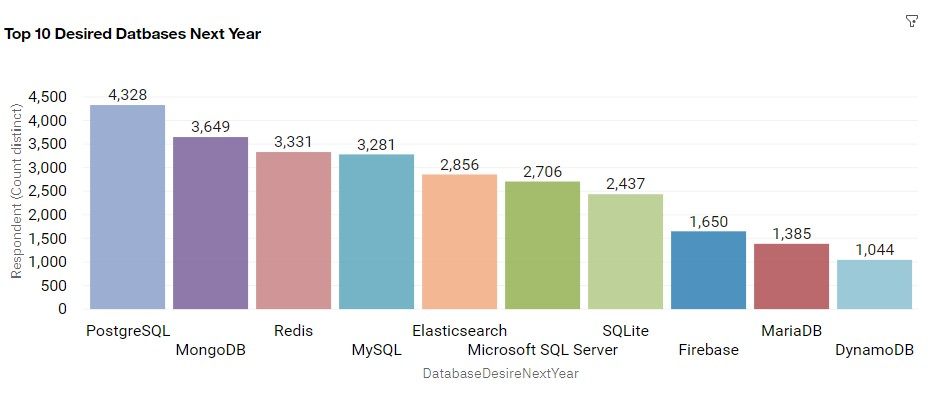 Top 10 Desired Datbases Next Year
4,500
4,000
3,500
3,000
2,500
2,000
1,500
1,000
500
0
Respondent (Count distinct)
4,328
3,649
3,331
3,281
2,856
2,706
2,437
1,650
1,385
1,044
PostgreSQL
MongoDB
Redis
MySQL
Elasticsearch
Microsoft SQL Server
SQLite
Firebase
MariaDB
DynamoDB
DatabaseDesireNextYear